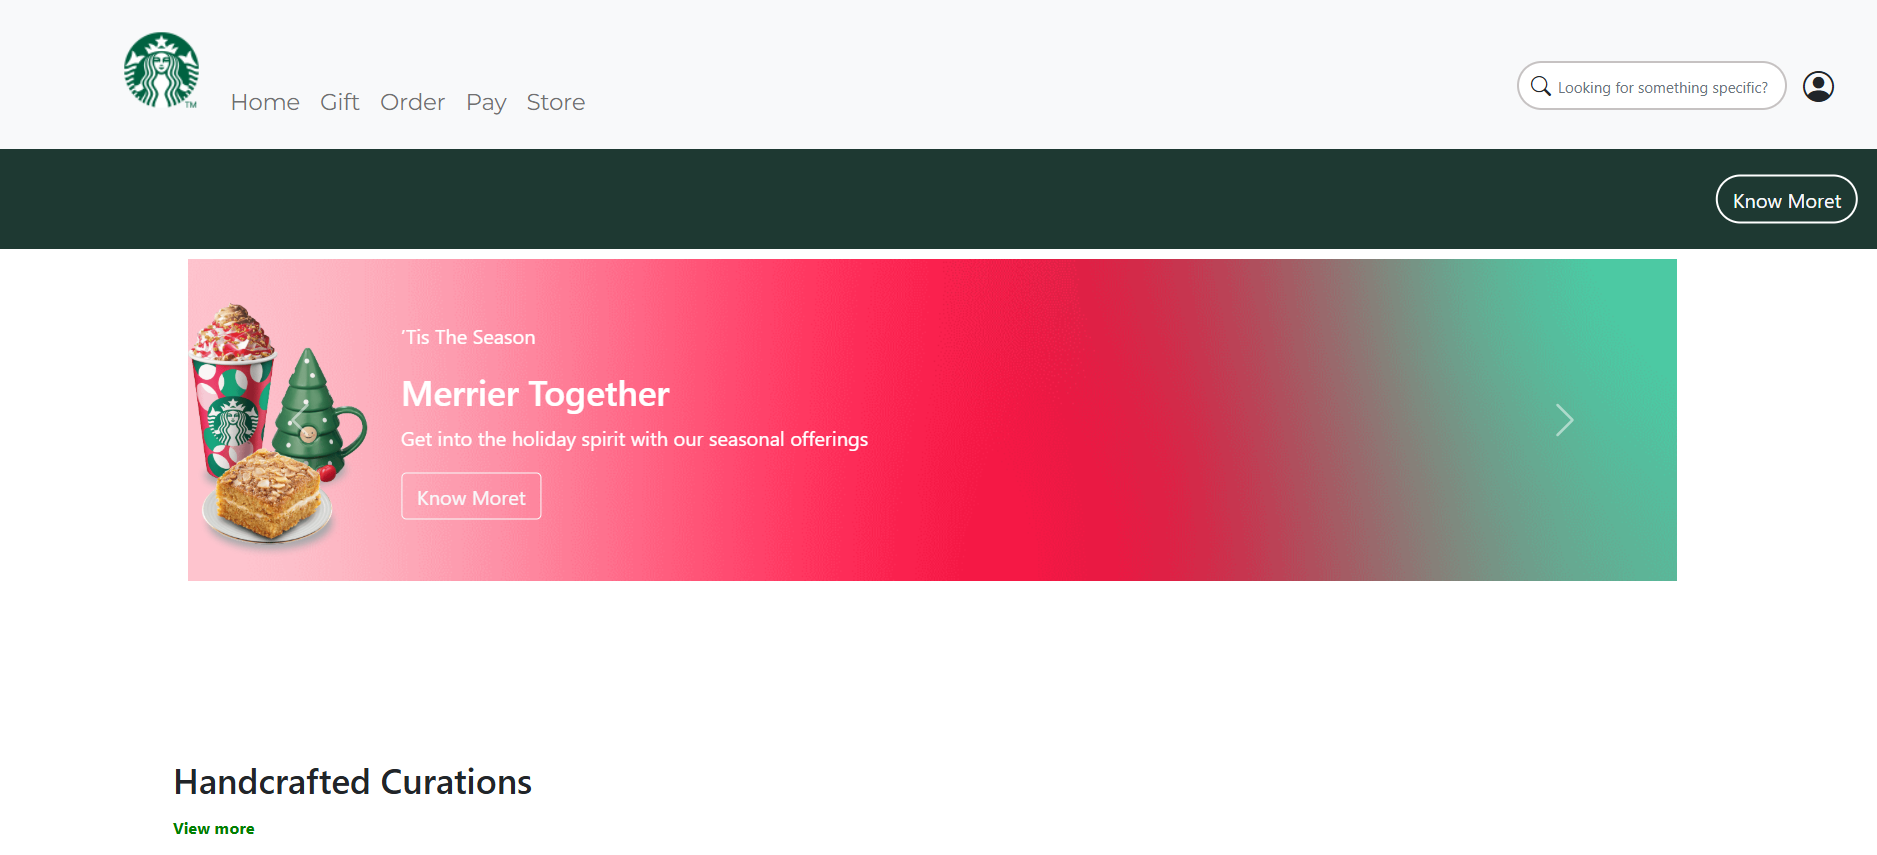 TM
Home Gift Order Pay Store
Looking for something specific?
Know Moret
'Tis The Season
Merrier Together
Get into the holiday spirit with our seasonal offerings
Know Moret
Handcrafted Curations
View more